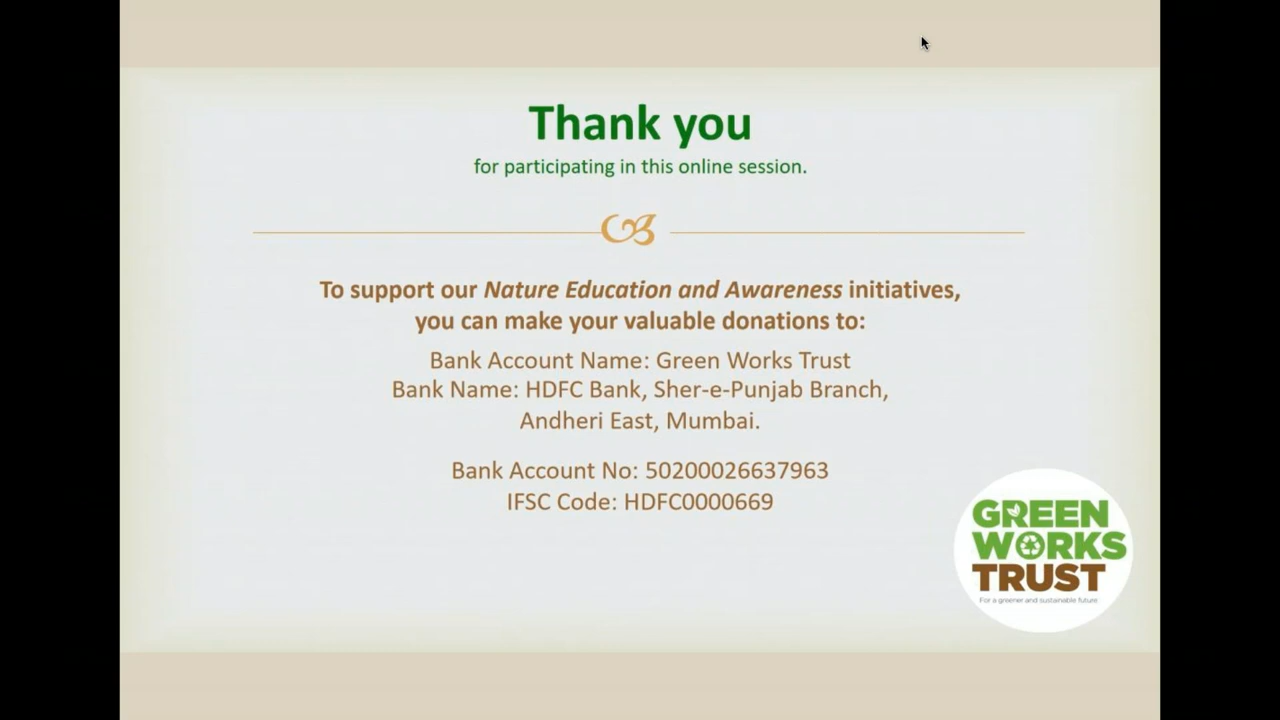 Thank you
for participating in this online session.
To support our Nature Education and Awareness initiatives,
you can make your valuable donations to:
Bank Account Name: Green Works Trust
Bank Name: HDFC Bank, Sher-e-Punjab Branch,
Andheri East, Mumbai.
Bank Account No: 50200026637963
IFSC Code: HDFC0000669
GREEN
WORKS
TRUST
For a greener and sustainable future